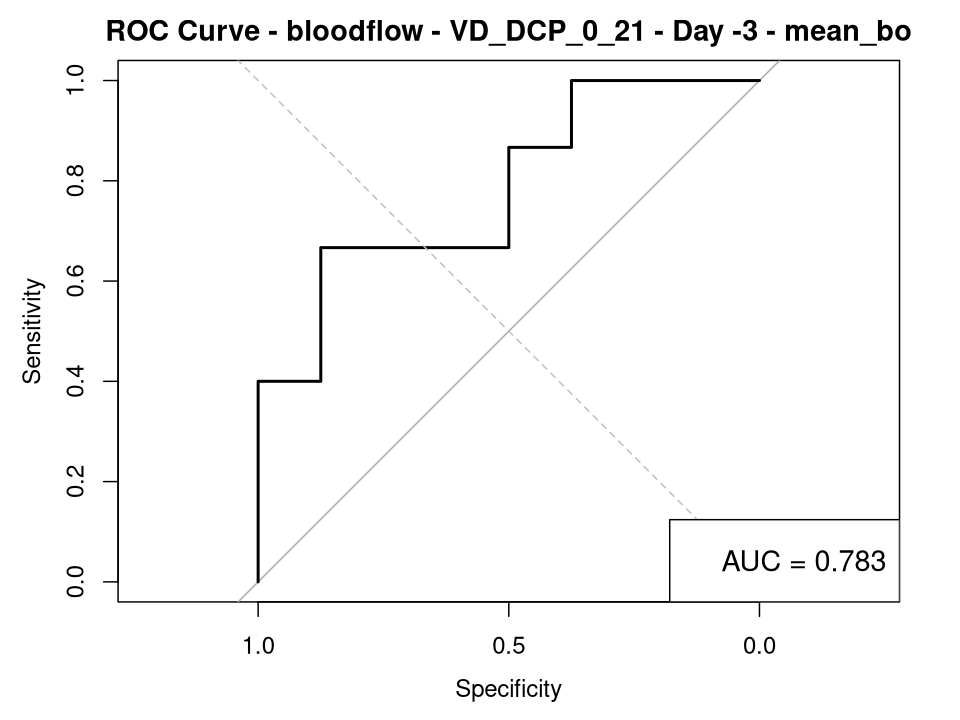 ROC Curve - bloodflow - VD_DCP_0_21 - Day -3 - mean_bo
Sensitivity
1.0
0.8
0.6
0.4
0.2
0.0
AUC = 0.783
1.0 0.5 0.0
Specificity